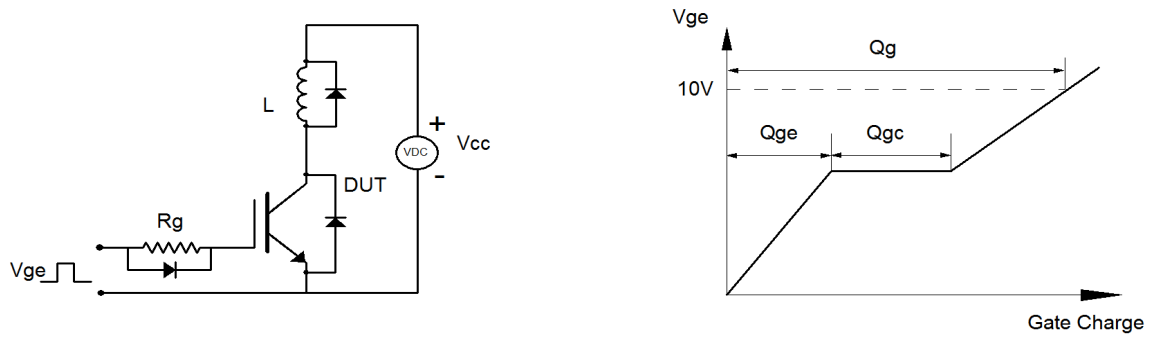 L
+
VDC
-
Vcc
DUT
Rg
Vge
Vge
10V
Qg
Qge
Qgc
Gate Charge